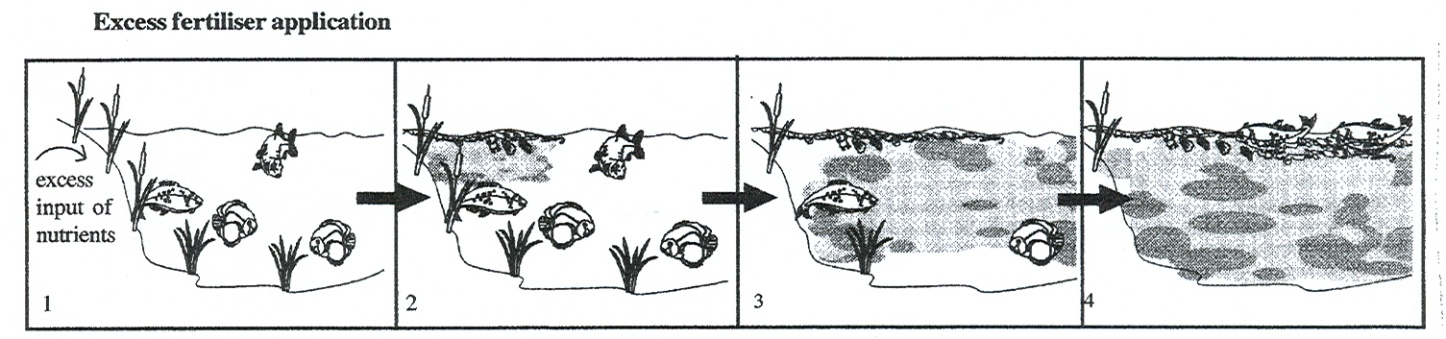 Excess fertiliser application
excess
input of
nutrients
1
2
3
4